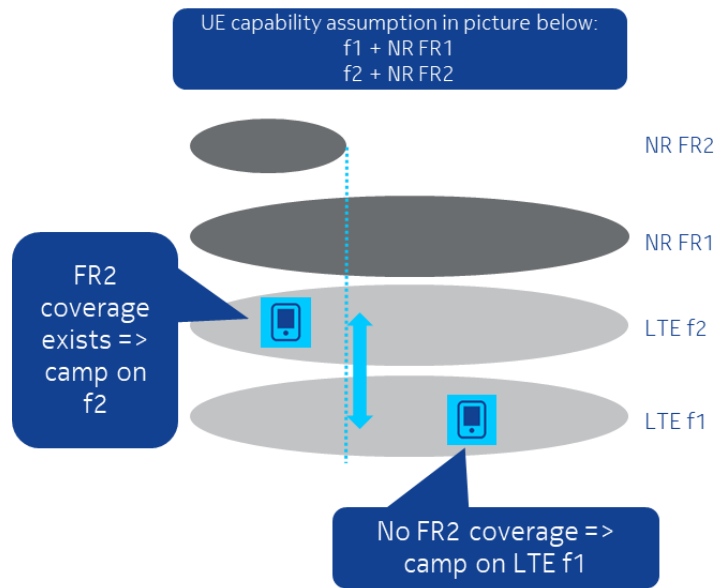 UE capability assumption in picture below:
f1 + NR FR1
f2 + NR FR2
NR FR2
NR FR1
FR2
coverage
exists =>
camp on
f2
LTE f2
LTE f1
No FR2 coverage =>
camp on LTE f1